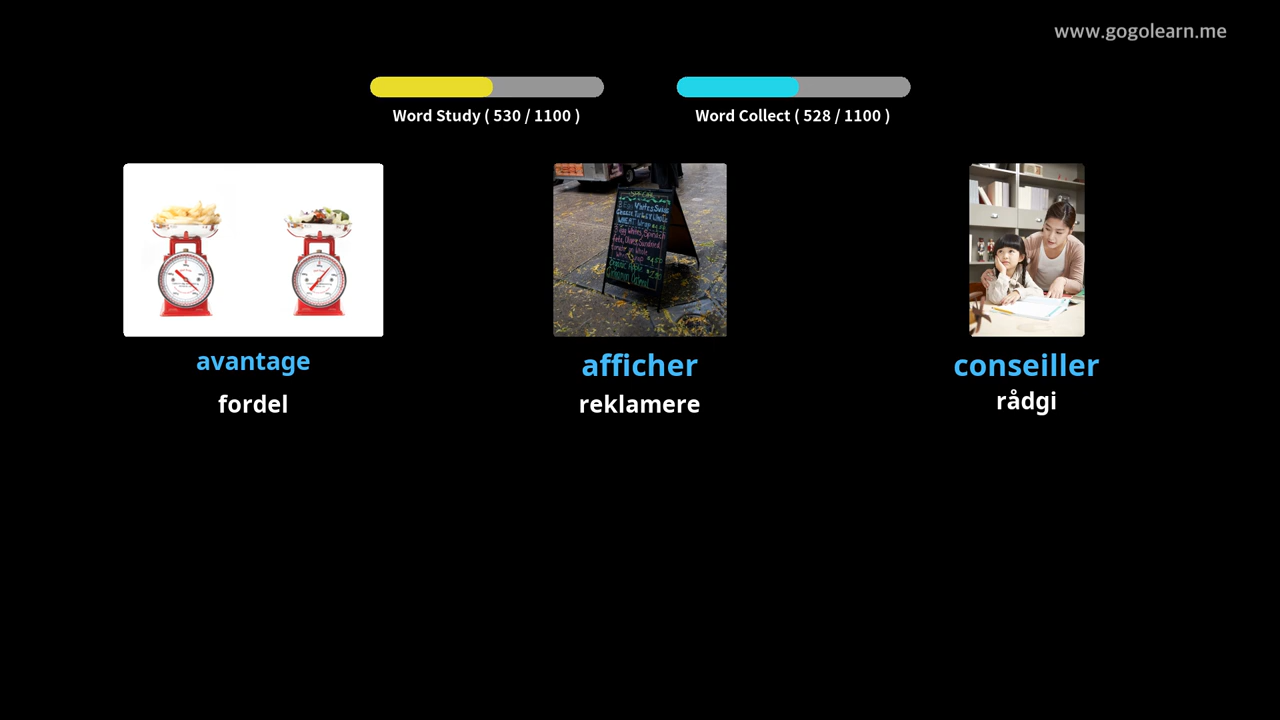 www.gogolearn.me
Word Study ( 530 / 1100 )
Word Collect ( 528 / 1100 )
avantage
afficher
conseiller
fordel
reklamere
rådgi